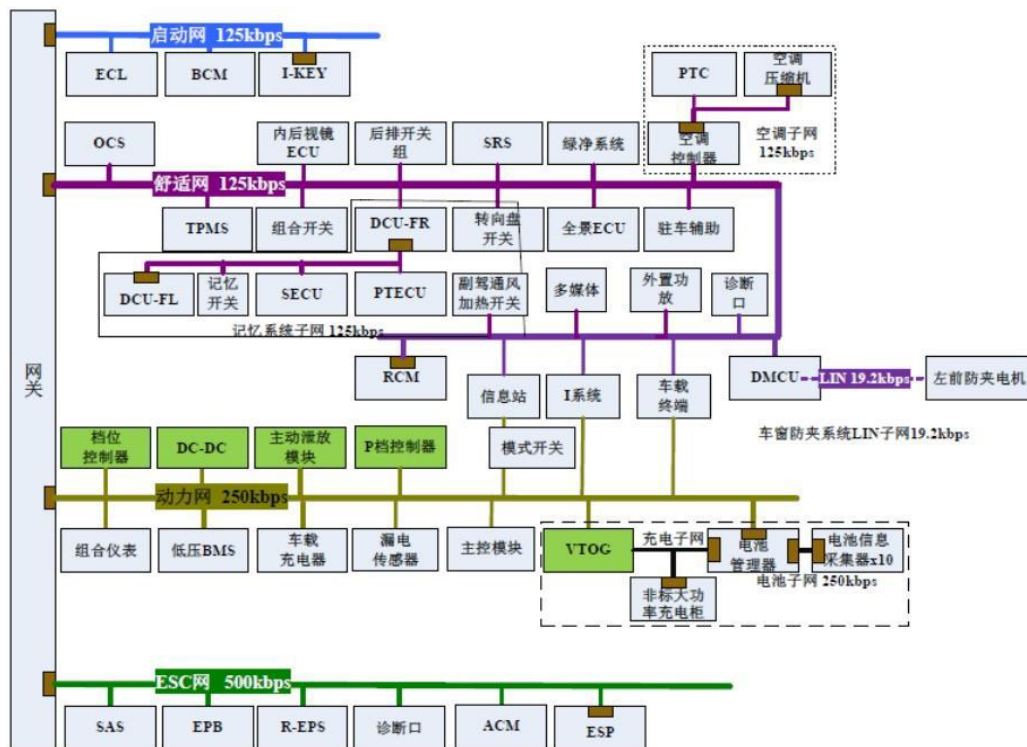 启动网 125kbps
ECL
BCM
I-KEY
PTC
空调
压缩机
空调子网
125kbps
OCS
内后视镜
ECU
后排开关
组
SRS
绿净系统
空调
控制器
舒适网 125kbps
TPMS
组合开关
DCU-FR
转向盘
开关
全景ECU
驻车辅助
DCU-FL
记忆
开关
SECU
PTECU
副驾通风
加热开关
多媒体
外置功
放
诊断
口
记忆系统子网 125kbps
网
关
RCM
信息站
I系统
车载
终端
DMCU
LIN 19.2kbps
左前防夹电机
车窗防夹系统LIN子网19.2kbps
档位
控制器
DC-DC
主动泄放
模块
P档控制器
模式开关
动力网 250kbps
组合仪表
低压BMS
车载
充电器
漏电
传感器
主控模块
VTOG
充电子网
电池
管理器
电池信息
采集器x10
电池子网 250kbps
非标大功
率充电柜
ESC网 500kbps
SAS
EPB
R-EPS
诊断口
ACM
ESP